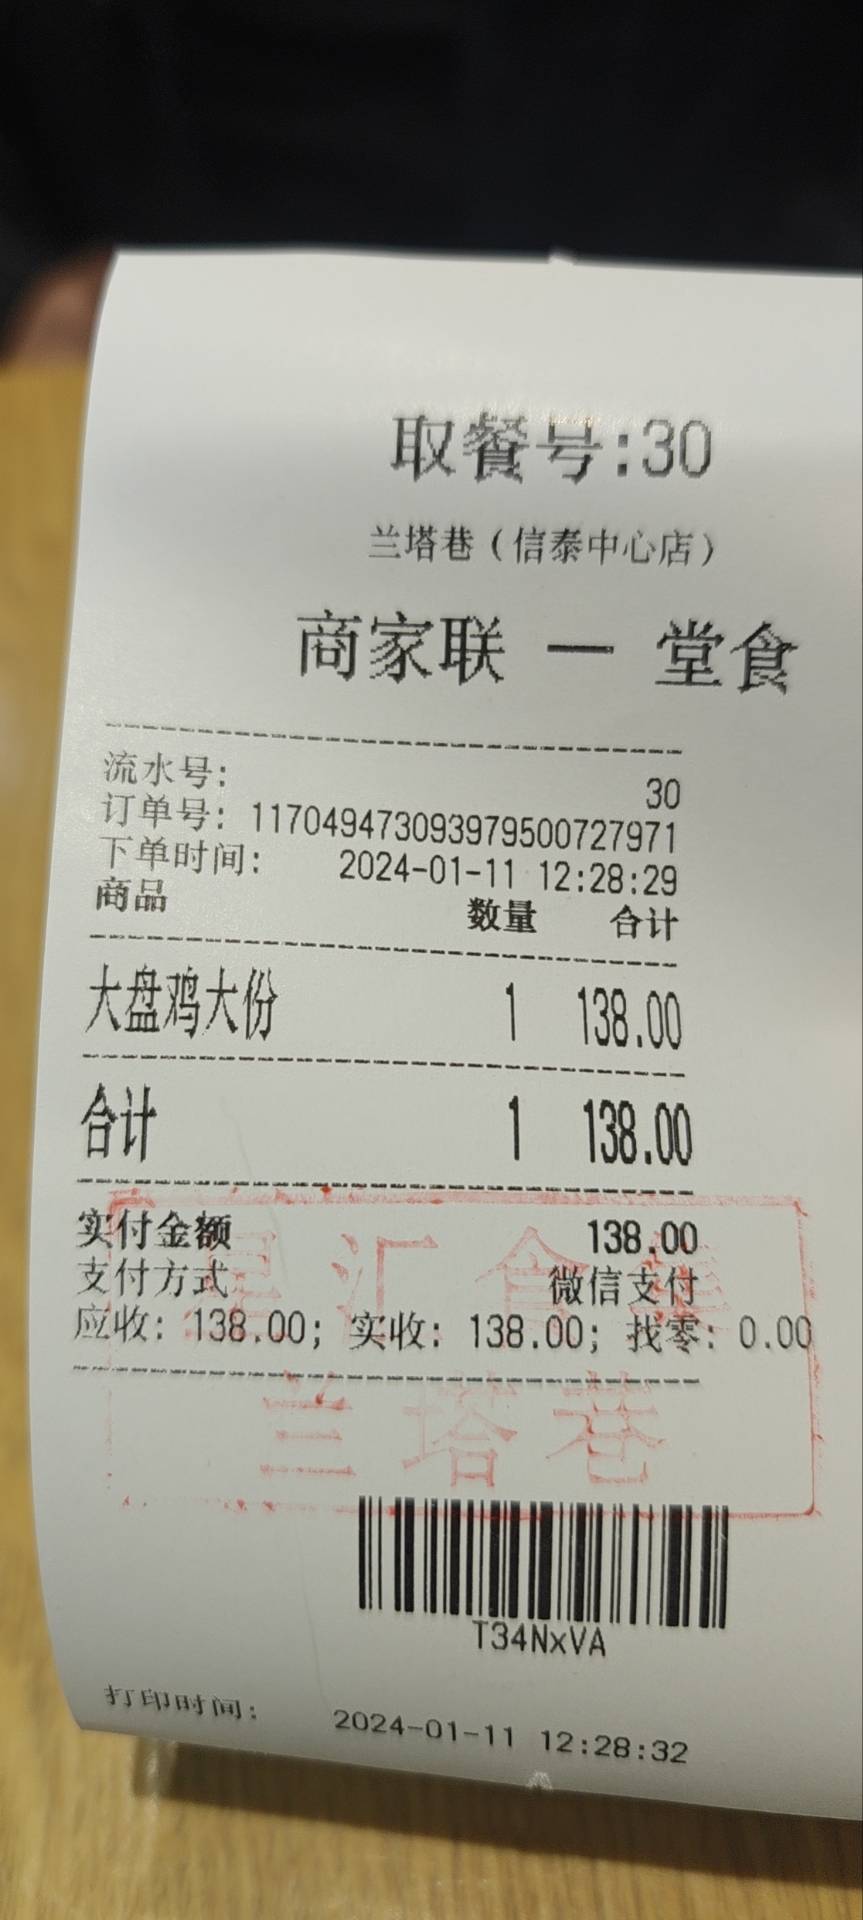 取餐号:30
兰塔巷（信泰中心店）
商家联 一 堂食
流水号: 30
订单号: 117049473093979500727971
下单时间: 2024-01-11 12:28:29
商品 数量 合计
大盘鸡大份 1 138.00
合计 1 138.00
实付金额 138.00
支付方式 微信支付
应收: 138.00; 实收: 138.00; 找零: 0.00
汇食
兰塔巷
T34NxVA
打印时间: 2024-01-11 12:28:32